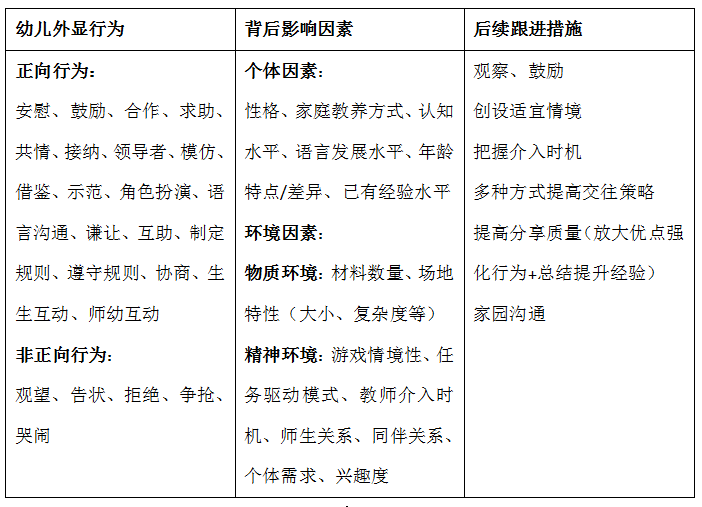 幼儿外显行为
背后影响因素
后续跟进措施
正向行为：
安慰、鼓励、合作、求助、
共情、接纳、领导者、模仿、
借鉴、示范、角色扮演、语
言沟通、谦让、互助、制定
规则、遵守规则、协商、生
生互动、师幼互动
非正向行为：
观望、告状、拒绝、争抢、
哭闹
个体因素：
性格、家庭教养方式、认知
水平、语言发展水平、年龄
特点/差异、已有经验水平
环境因素：
物质环境：材料数量、场地
特性（大小、复杂度等）
精神环境：游戏情境性、任
务驱动模式、教师介入时
机、师生关系、同伴关系、
个体需求、兴趣度
观察、鼓励
创设适宜情境
把握介入时机
多种方式提高交往策略
提高分享质量（放大优点强
化行为+总结提升经验）
家园沟通